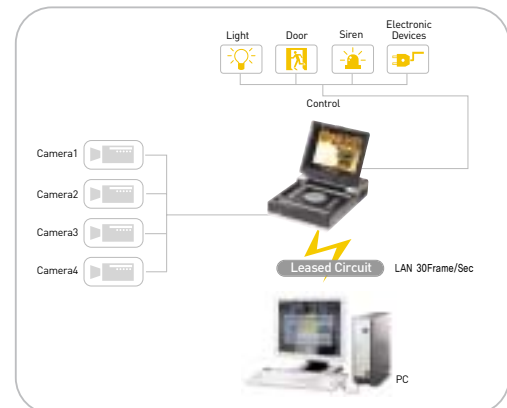 Electronic
Devices
Light
Door
Siren
Control
Camera1
Camera2
Camera3
Camera4
Leased Circuit
LAN 30Frame/Sec
PC